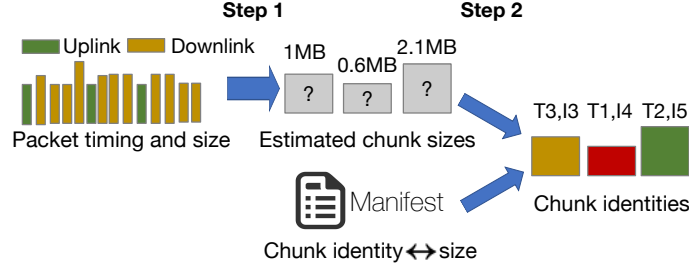 Step 1
Step 2
Uplink
Downlink
1MB
0.6MB
2.1MB
?
?
?
Packet timing and size
Estimated chunk sizes
T3,I3
T1,I4
T2,I5
Manifest
Chunk identities
Chunk identity ↔ size